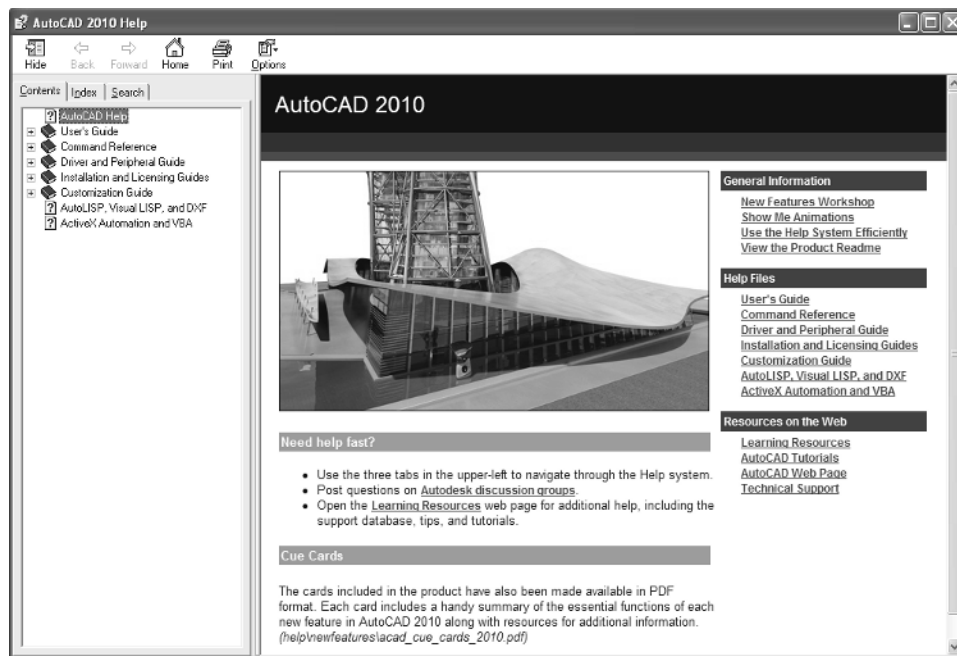 AutoCAD 2010 Help
Hide Back Forward Home Print Options
Contents Index Search
AutoCAD Help
User's Guide
Command Reference
Driver and Peripheral Guide
Installation and Licensing Guides
Customization Guide
AutoLISP, Visual LISP, and DXF
ActiveX Automation and VBA
AutoCAD 2010
General Information
New Features Workshop
Show Me Animations
Use the Help System Efficiently
View the Product Readme
Help Files
User's Guide
Command Reference
Driver and Peripheral Guide
Installation and Licensing Guides
Customization Guide
AutoLISP, Visual LISP, and DXF
ActiveX Automation and VBA
Resources on the Web
Learning Resources
AutoCAD Tutorials
AutoCAD Web Page
Technical Support
Need help fast?
• Use the three tabs in the upper-left to navigate through the Help system.
• Post questions on Autodesk discussion groups.
• Open the Learning Resources web page for additional help, including the
support database, tips, and tutorials.
Cue Cards
The cards included in the product have also been made available in PDF
format. Each card includes a handy summary of the essential functions of each
new feature in AutoCAD 2010 along with resources for additional information.
(help\newfeatures\acad_cue_cards_2010.pdf)